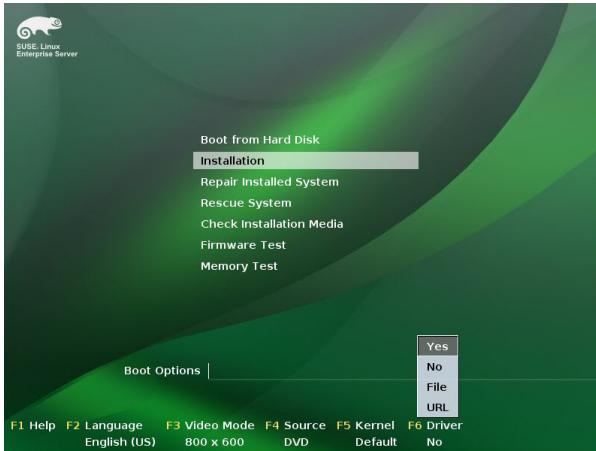 SUSE. Linux
Enterprise Server
Boot from Hard Disk
Installation
Repair Installed System
Rescue System
Check Installation Media
Firmware Test
Memory Test
Boot Options
Yes
No
File
URL
F1 Help F2 Language F3 Video Mode F4 Source F5 Kernel F6 Driver
English (US) 800 x 600 DVD Default No